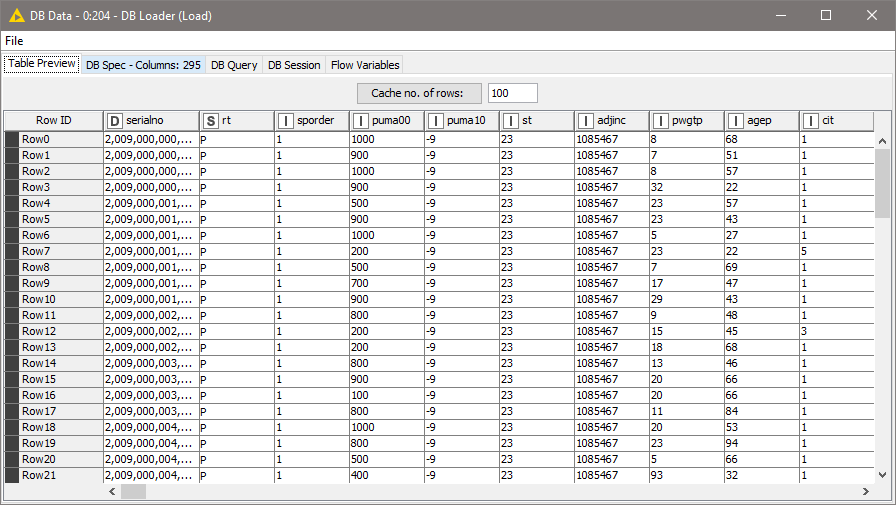 DB Data - 0:204 - DB Loader (Load)
File
Table Preview DB Spec - Columns: 295 DB Query DB Session Flow Variables
Cache no. of rows: 100
Row ID D serialno S rt I sporder I puma00 I puma10 I st I adjinc I pwgtp I agep I cit
Row0 2,009,000,000,... P 1 1000 -9 23 1085467 8 68 1
Row1 2,009,000,000,... P 1 900 -9 23 1085467 7 51 1
Row2 2,009,000,000,... P 1 1000 -9 23 1085467 8 57 1
Row3 2,009,000,000,... P 1 900 -9 23 1085467 32 22 1
Row4 2,009,000,001,... P 1 500 -9 23 1085467 23 57 1
Row5 2,009,000,001,... P 1 900 -9 23 1085467 23 43 1
Row6 2,009,000,001,... P 1 1000 -9 23 1085467 5 27 1
Row7 2,009,000,001,... P 1 200 -9 23 1085467 23 22 5
Row8 2,009,000,001,... P 1 500 -9 23 1085467 7 69 1
Row9 2,009,000,001,... P 1 700 -9 23 1085467 17 47 1
Row10 2,009,000,001,... P 1 900 -9 23 1085467 29 43 1
Row11 2,009,000,002,... P 1 800 -9 23 1085467 9 48 1
Row12 2,009,000,002,... P 1 200 -9 23 1085467 15 45 3
Row13 2,009,000,002,... P 1 200 -9 23 1085467 18 68 1
Row14 2,009,000,003,... P 1 800 -9 23 1085467 13 46 1
Row15 2,009,000,003,... P 1 900 -9 23 1085467 20 66 1
Row16 2,009,000,003,... P 1 100 -9 23 1085467 20 66 1
Row17 2,009,000,003,... P 1 800 -9 23 1085467 11 84 1
Row18 2,009,000,004,... P 1 1000 -9 23 1085467 20 53 1
Row19 2,009,000,004,... P 1 800 -9 23 1085467 23 94 1
Row20 2,009,000,004,... P 1 500 -9 23 1085467 5 66 1
Row21 2,009,000,004,... P 1 400 -9 23 1085467 93 32 1